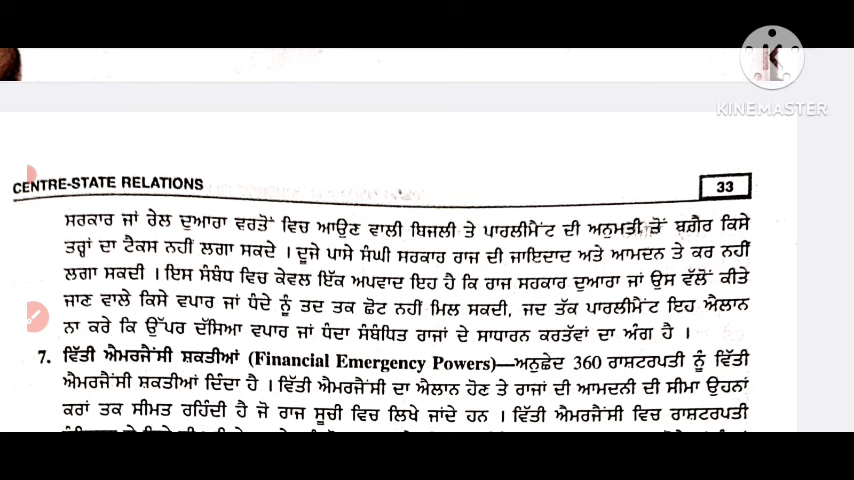 K
KINEMASTER
CENTRE-STATE RELATIONS
33
ਸਰਕਾਰ ਜਾਂ ਰੇਲ ਦੁਆਰਾ ਵਰਤੋਂ ਵਿਚ ਆਉਣ ਵਾਲੀ ਬਿਜਲੀ ਤੇ ਪਾਰਲੀਮੈਂਟ ਦੀ ਅਨੁਮਤੀ ਤੋਂ ਬਗ਼ੈਰ ਕਿਸੇ
ਤਰ੍ਹਾਂ ਦਾ ਟੈਕਸ ਨਹੀਂ ਲਗਾ ਸਕਦੇ । ਦੂਜੇ ਪਾਸੇ ਸੰਘੀ ਸਰਕਾਰ ਰਾਜ ਦੀ ਜਾਇਦਾਦ ਅਤੇ ਆਮਦਨ ਤੇ ਕਰ ਨਹੀਂ
ਲਗਾ ਸਕਦੀ । ਇਸ ਸੰਬੰਧ ਵਿਚ ਕੇਵਲ ਇੱਕ ਅਪਵਾਦ ਇਹ ਹੈ ਕਿ ਰਾਜ ਸਰਕਾਰ ਦੁਆਰਾ ਜਾਂ ਉਸ ਵੱਲੋਂ ਕੀਤੇ
ਜਾਣ ਵਾਲੇ ਕਿਸੇ ਵਪਾਰ ਜਾਂ ਧੰਦੇ ਨੂੰ ਤਦ ਤਕ ਛੋਟ ਨਹੀਂ ਮਿਲ ਸਕਦੀ, ਜਦ ਤੱਕ ਪਾਰਲੀਮੈਂਟ ਇਹ ਐਲਾਨ
ਨਾ ਕਰੇ ਕਿ ਉੱਪਰ ਦੱਸਿਆ ਵਪਾਰ ਜਾਂ ਧੰਦਾ ਸੰਬੰਧਿਤ ਰਾਜਾਂ ਦੇ ਸਾਧਾਰਨ ਕਰਤੱਵਾਂ ਦਾ ਅੰਗ ਹੈ ।
7. ਵਿੱਤੀ ਐਮਰਜੈਂਸੀ ਸ਼ਕਤੀਆਂ (Financial Emergency Powers)—ਅਨੁਛੇਦ 360 ਰਾਸ਼ਟਰਪਤੀ ਨੂੰ ਵਿੱਤੀ
ਐਮਰਜੈਂਸੀ ਸ਼ਕਤੀਆਂ ਦਿੰਦਾ ਹੈ । ਵਿੱਤੀ ਐਮਰਜੈਂਸੀ ਦਾ ਐਲਾਨ ਹੋਣ ਤੇ ਰਾਜਾਂ ਦੀ ਆਮਦਨੀ ਦੀ ਸੀਮਾ ਉਹਨਾਂ
ਕਰਾਂ ਤਕ ਸੀਮਤ ਰਹਿੰਦੀ ਹੈ ਜੋ ਰਾਜ ਸੂਚੀ ਵਿਚ ਲਿਖੇ ਜਾਂਦੇ ਹਨ । ਵਿੱਤੀ ਐਮਰਜੈਂਸੀ ਵਿਚ ਰਾਸ਼ਟਰਪਤੀ